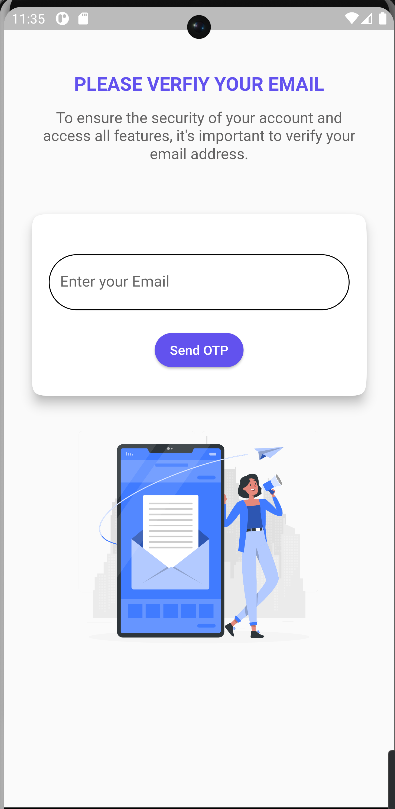 11:35
PLEASE VERFIY YOUR EMAIL
To ensure the security of your account and
access all features, it's important to verify your
email address.
Enter your Email
Send OTP